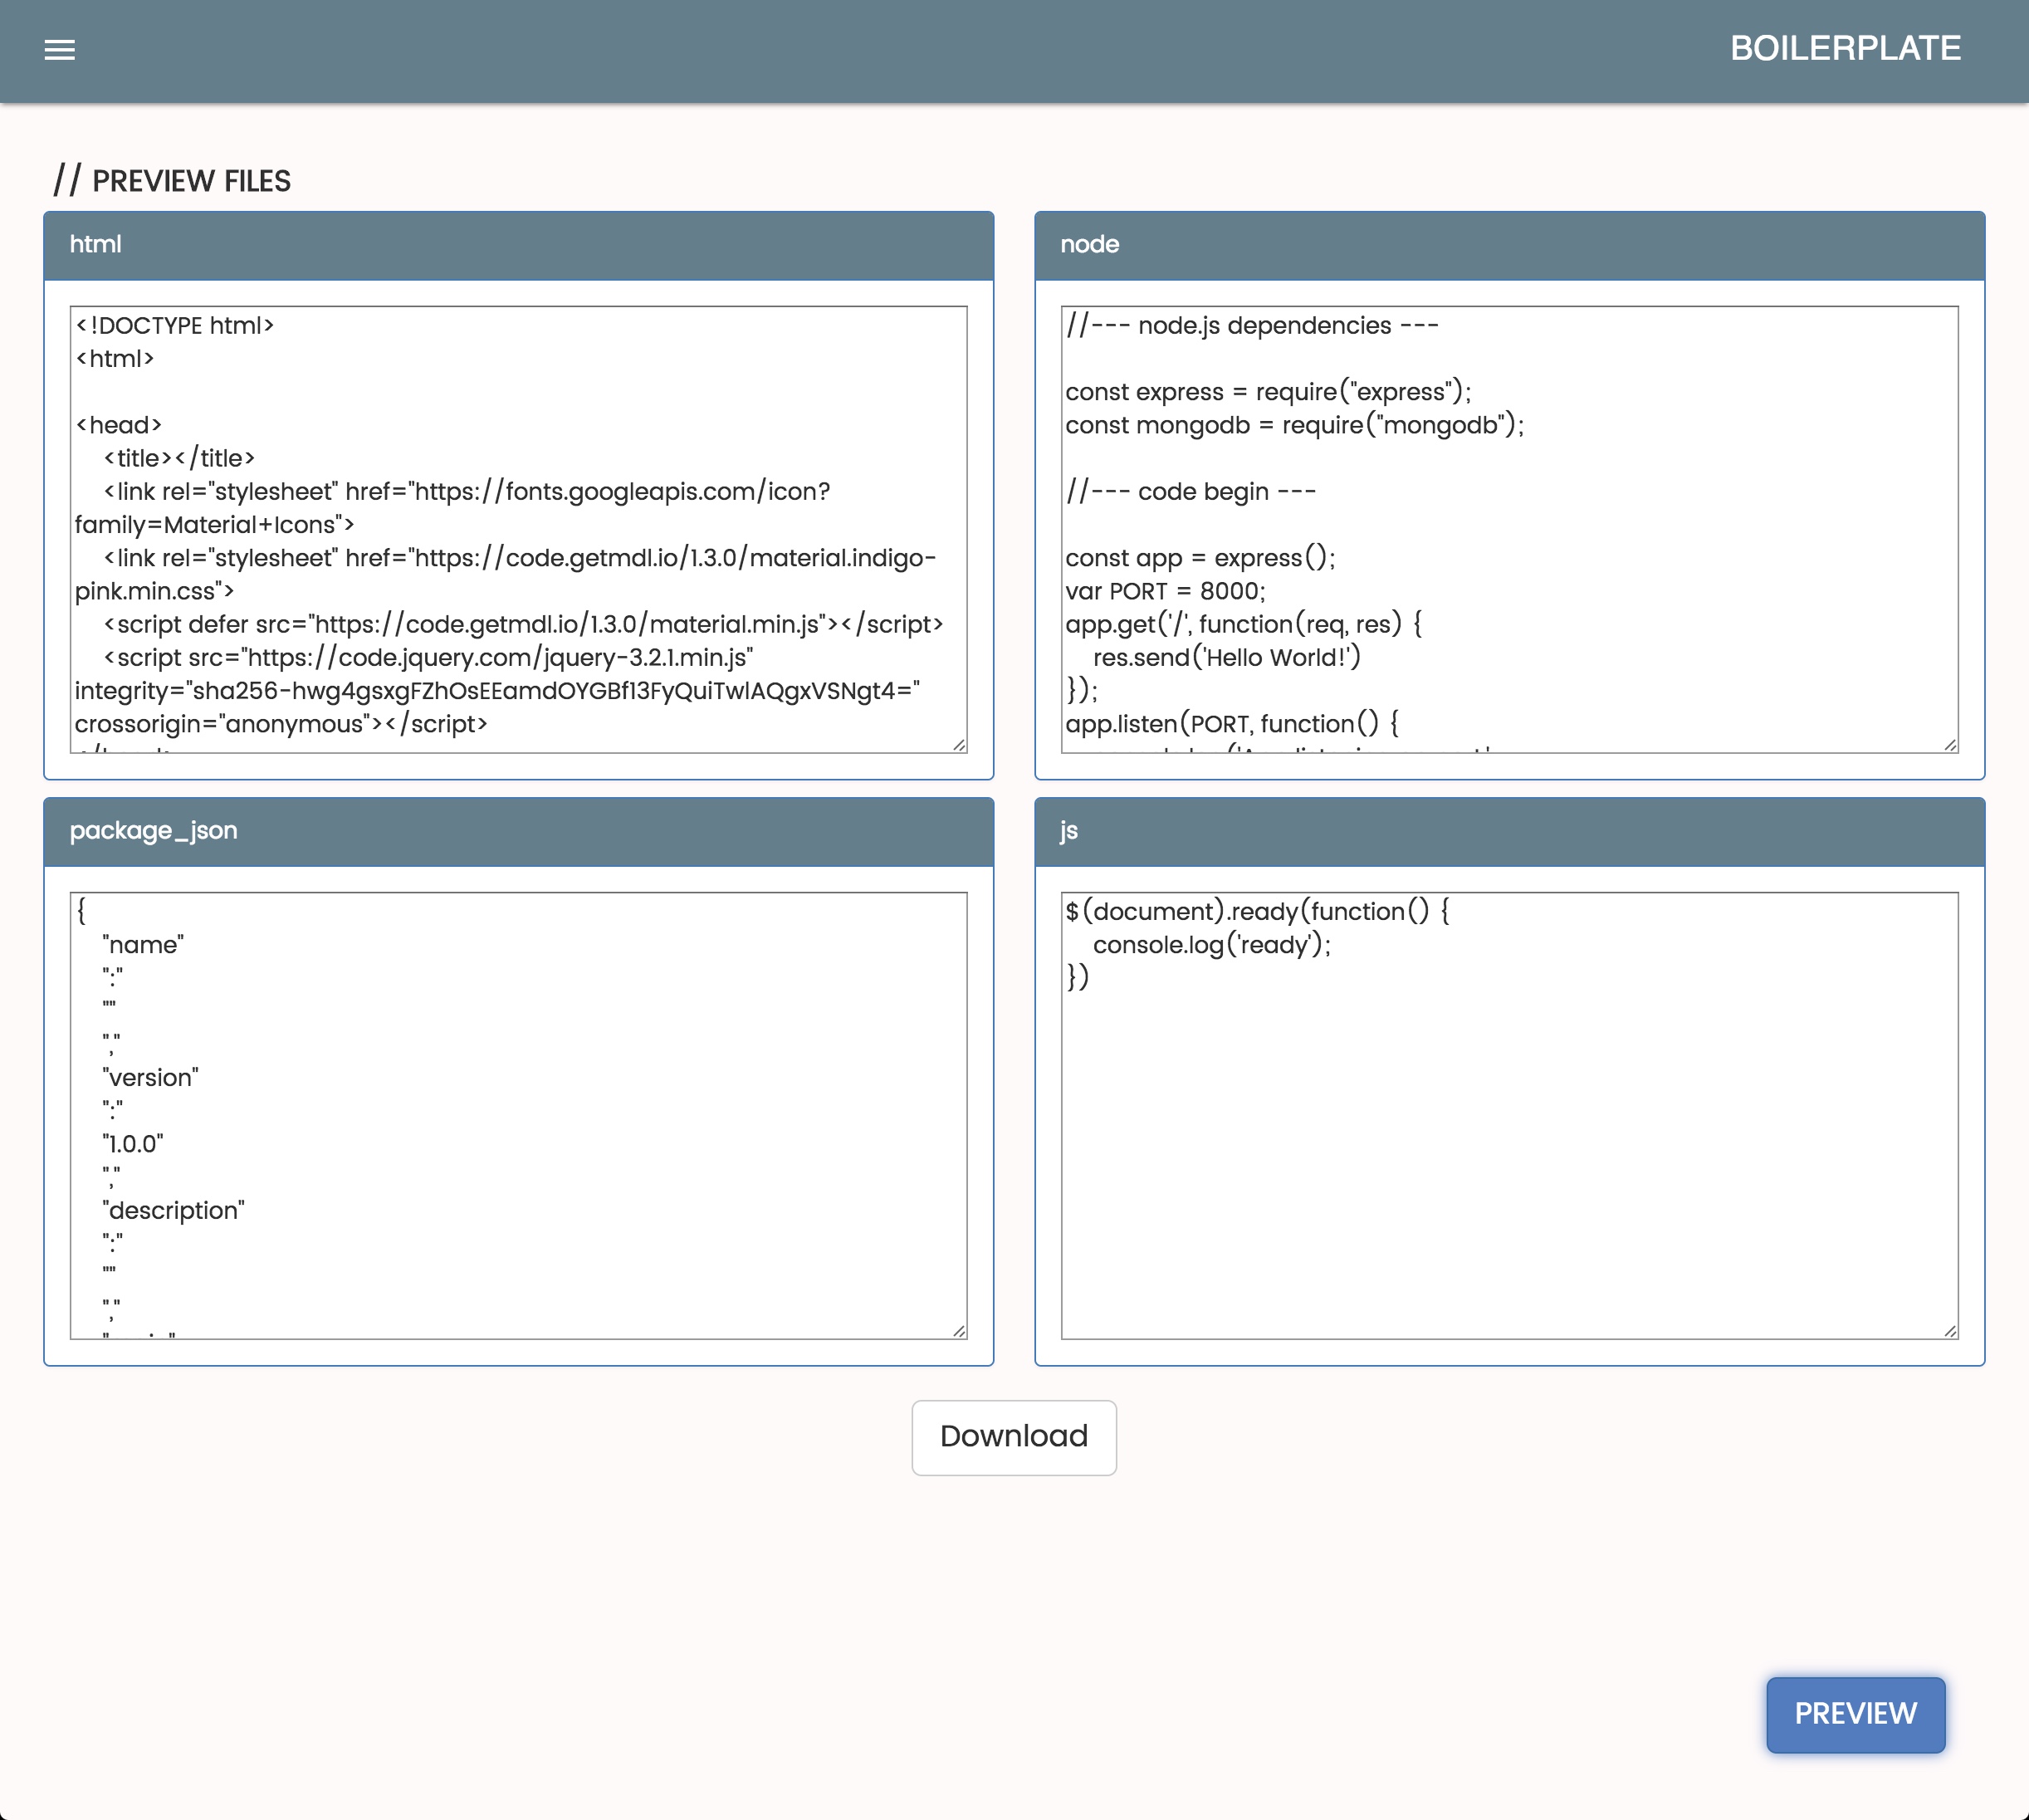 BOILERPLATE
// PREVIEW FILES
html
<!DOCTYPE html>
<html>
<head>
<title></title>
<link rel="stylesheet" href="https://fonts.googleapis.com/icon?
family=Material+Icons">
<link rel="stylesheet" href="https://code.getmdl.io/1.3.0/material.indigo-
pink.min.css">
<script defer src="https://code.getmdl.io/1.3.0/material.min.js"></script>
<script src="https://code.jquery.com/jquery-3.2.1.min.js"
integrity="sha256-hwg4gsxgFZhOsEEamdOYGBf13FyQuiTwlAQgxVSNgt4="
crossorigin="anonymous"></script>
node
//--- node.js dependencies ---
const express = require("express");
const mongodb = require("mongodb");
//--- code begin ---
const app = express();
var PORT = 8000;
app.get('/', function(req, res) {
res.send('Hello World!')
});
app.listen(PORT, function() {
package_json
{
"name"
":"
""
","
"version"
":"
"1.0.0"
","
"description"
":"
""
","
js
$(document).ready(function() {
console.log('ready');
})
Download
PREVIEW